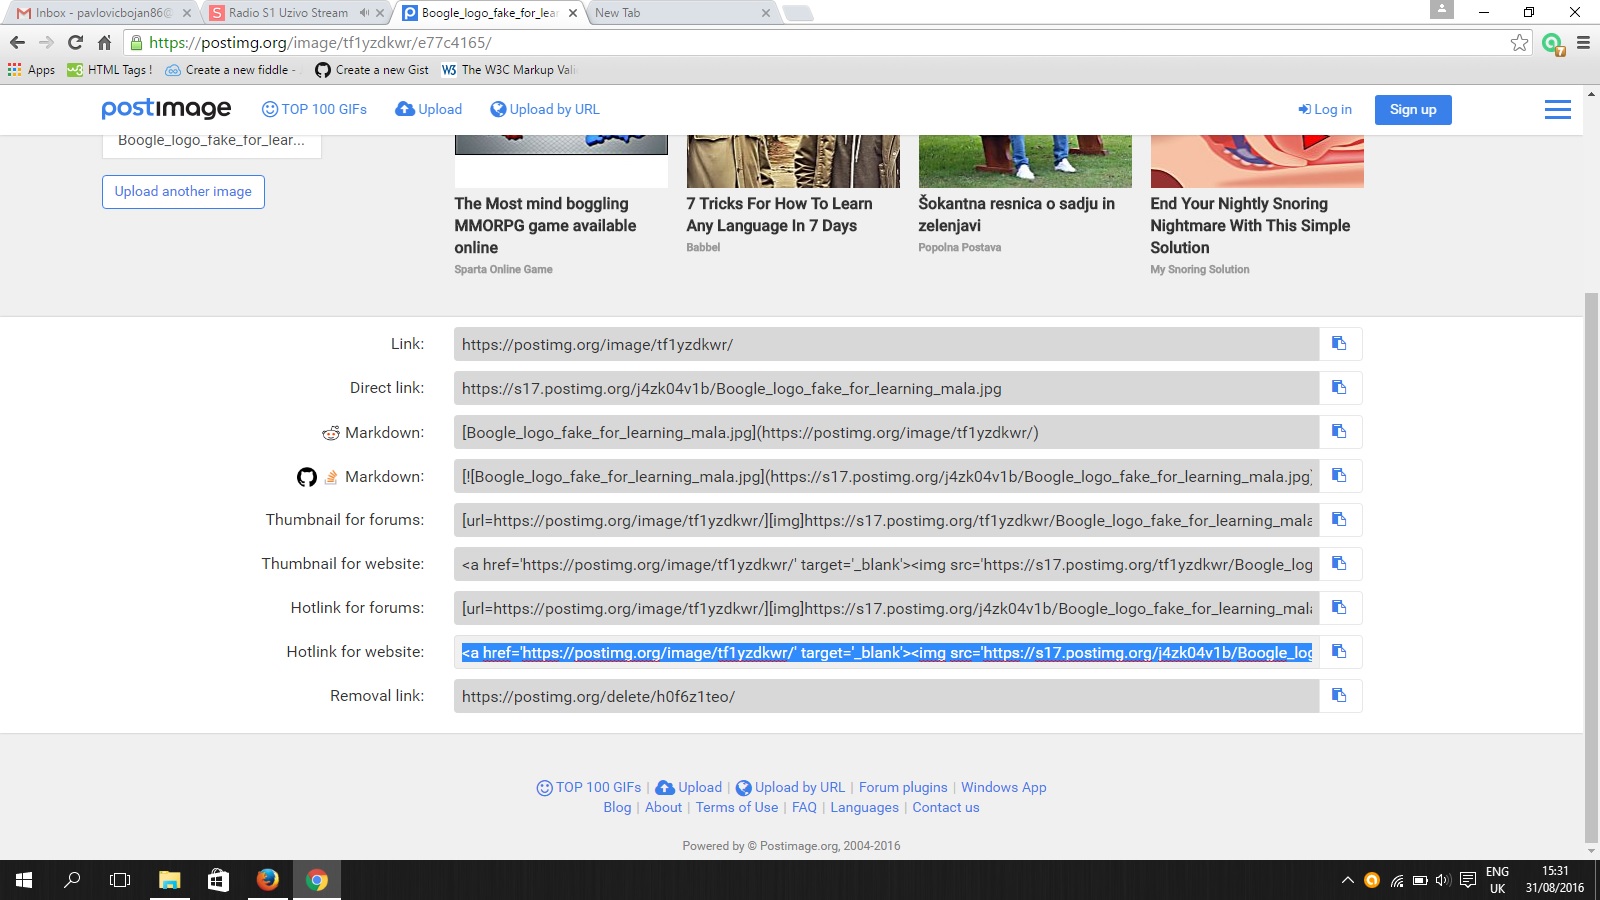 Inbox - pavlovicbojan86@
Radio S1 Uzivo Stream
Boogle_logo_fake_for_lear
New Tab
https://postimg.org/image/tf1yzdkwr/e77c4165/
7
Apps
HTML Tags !
Create a new fiddle -
Create a new Gist
The W3C Markup Vali
postimage
TOP 100 GIFs
Upload
Upload by URL
Log in
Sign up
Boogle_logo_fake_for_lear...
Upload another image
The Most mind boggling
MMORPG game available
online
Sparta Online Game
7 Tricks For How To Learn
Any Language In 7 Days
Babbel
Šokantna resnica o sadju in
zelenjavi
Popolna Postava
End Your Nightly Snoring
Nightmare With This Simple
Solution
My Snoring Solution
Link: https://postimg.org/image/tf1yzdkwr/
Direct link: https://s17.postimg.org/j4zk04v1b/Boogle_logo_fake_for_learning_mala.jpg
Markdown: [Boogle_logo_fake_for_learning_mala.jpg](https://postimg.org/image/tf1yzdkwr/)
Markdown: [![Boogle_logo_fake_for_learning_mala.jpg](https://s17.postimg.org/j4zk04v1b/Boogle_logo_fake_for_learning_mala.jpg)
Thumbnail for forums: [url=https://postimg.org/image/tf1yzdkwr/][img]https://s17.postimg.org/tf1yzdkwr/Boogle_logo_fake_for_learning_mala
Thumbnail for website: <a href='https://postimg.org/image/tf1yzdkwr/' target='_blank'><img src='https://s17.postimg.org/tf1yzdkwr/Boogle_log
Hotlink for forums: [url=https://postimg.org/image/tf1yzdkwr/][img]https://s17.postimg.org/j4zk04v1b/Boogle_logo_fake_for_learning_mala
Hotlink for website: <a href='https://postimg.org/image/tf1yzdkwr/' target='_blank'><img src='https://s17.postimg.org/j4zk04v1b/Boogle_log
Removal link: https://postimg.org/delete/h0f6z1teo/
TOP 100 GIFs | Upload | Upload by URL | Forum plugins | Windows App
Blog | About | Terms of Use | FAQ | Languages | Contact us
Powered by © Postimage.org, 2004-2016
ENG
UK
15:31
31/08/2016